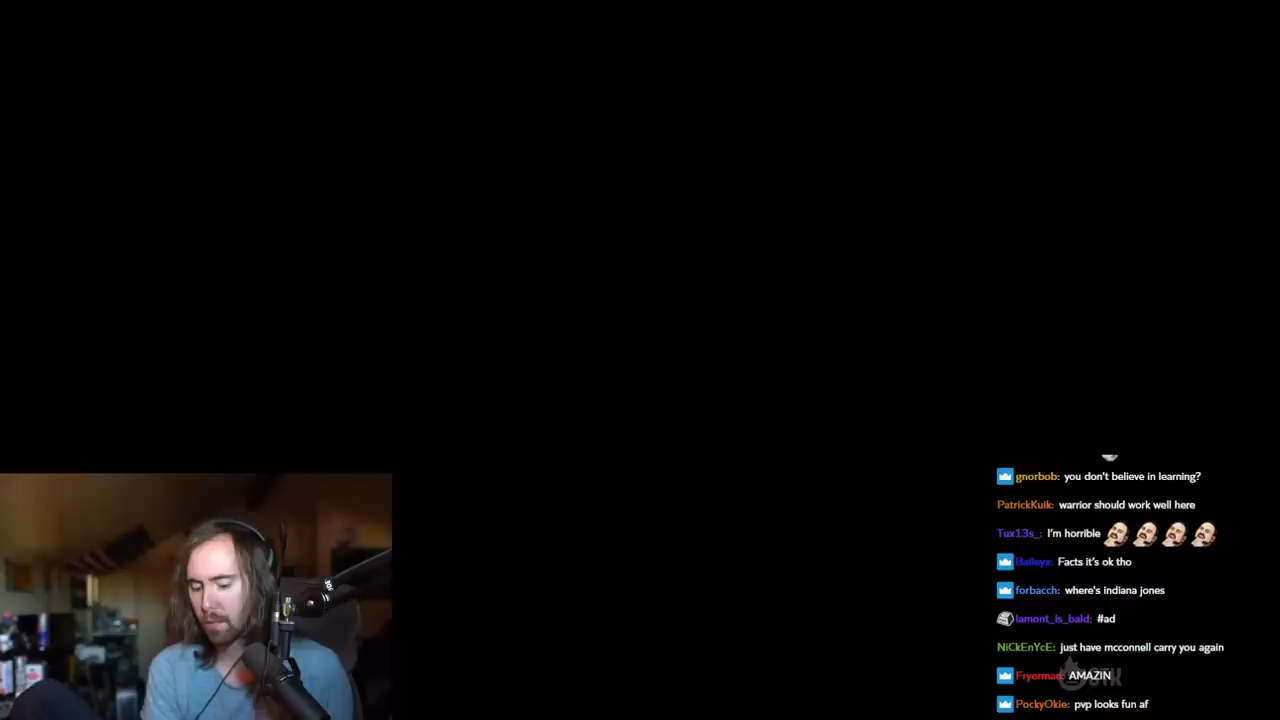 gnorbob: you don't believe in learning?
PatrickKuik: warrior should work well here
Tux13s_: I'm horrible
Baileyz: Facts it's ok tho
forbacch: where's indiana jones
lamont_is_bald: #ad
NiCkEnYcE: just have mcconnell carry you again
Fryerman: AMAZIN
PockyOkie: pvp looks fun af